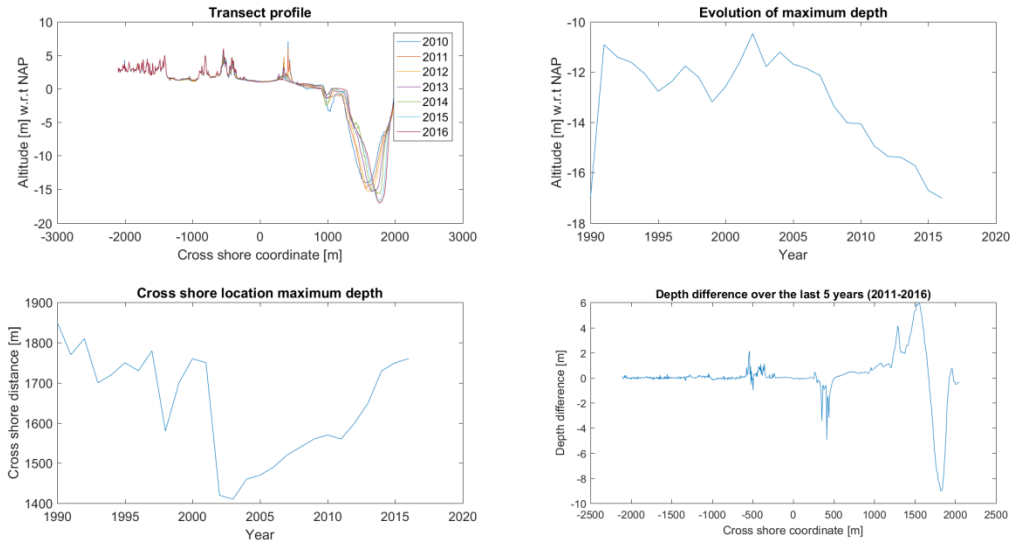 Transect profile
Altitude [m] w.r.t NAP
10
5
0
-5
-10
-15
-20
-3000 -2000 -1000 0 1000 2000 3000
Cross shore coordinate [m]
2010
2011
2012
2013
2014
2015
2016
Evolution of maximum depth
Altitude [m] w.r.t NAP
-10
-12
-14
-16
-18
1990 1995 2000 2005 2010 2015 2020
Year
Cross shore location maximum depth
Cross shore distance [m]
1900
1800
1700
1600
1500
1400
1990 1995 2000 2005 2010 2015 2020
Year
Depth difference over the last 5 years (2011-2016)
Depth difference [m]
6
4
2
0
-2
-4
-6
-8
-10
-2500 -2000 -1500 -1000 -500 0 500 1000 1500 2000 2500
Cross shore coordinate [m]